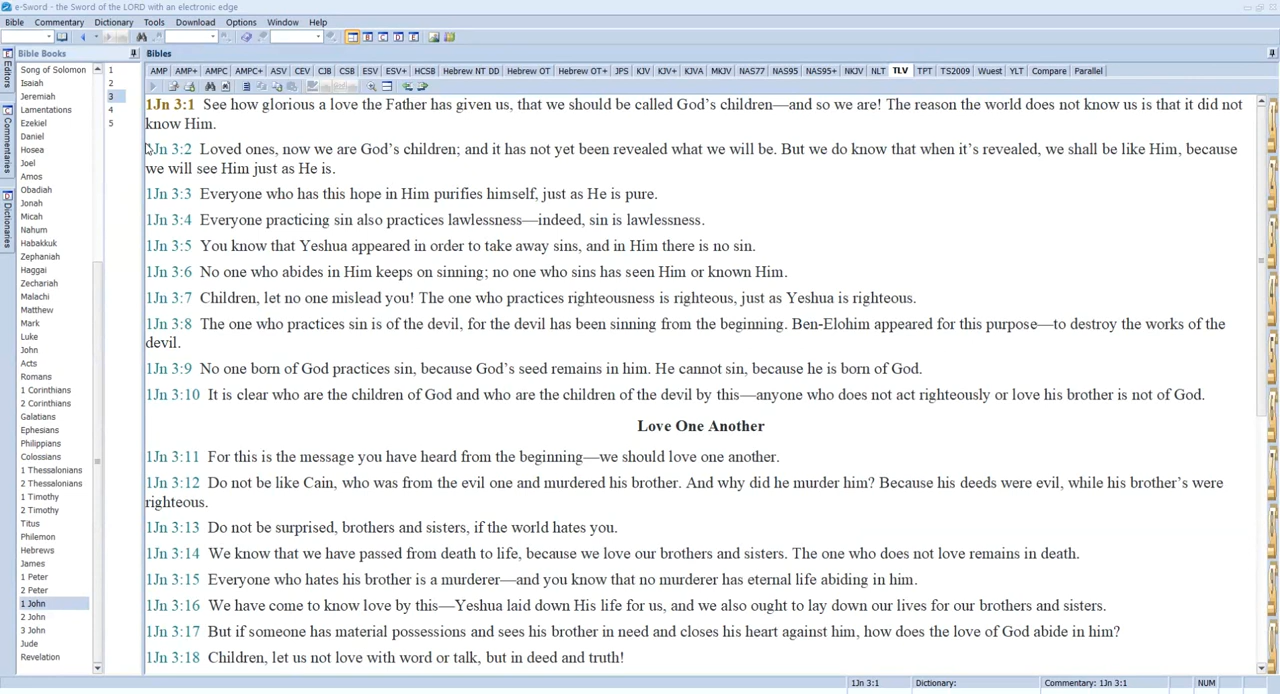 e-Sword - the Sword of the LORD with an electronic edge
Bible Commentary Dictionary Tools Download Options Window Help
Bible Books
Bibles
AMP AMP+ AMPC AMPC+ ASV CEV CJB CSB ESV ESV+ HCSB Hebrew NT DD Hebrew OT Hebrew OT+ JPS KJV KJV+ KJVA MKJV NAS77 NAS95 NAS95+ NKJV NLT TLV TPT TS2009 Wuest YLT Compare Parallel
Editors
Commentaries
Dictionaries
Song of Solomon
Isaiah
Jeremiah
Lamentations
Ezekiel
Daniel
Hosea
Joel
Amos
Obadiah
Jonah
Micah
Nahum
Habakkuk
Zephaniah
Haggai
Zechariah
Malachi
Matthew
Mark
Luke
John
Acts
Romans
1 Corinthians
2 Corinthians
Galatians
Ephesians
Philippians
Colossians
1 Thessalonians
2 Thessalonians
1 Timothy
2 Timothy
Titus
Philemon
Hebrews
James
1 Peter
2 Peter
1 John
2 John
3 John
Jude
Revelation
1
2
3
4
5
1Jn 3:1 See how glorious a love the Father has given us, that we should be called God's children—and so we are! The reason the world does not know us is that it did not
know Him.
1Jn 3:2 Loved ones, now we are God's children; and it has not yet been revealed what we will be. But we do know that when it's revealed, we shall be like Him, because
we will see Him just as He is.
1Jn 3:3 Everyone who has this hope in Him purifies himself, just as He is pure.
1Jn 3:4 Everyone practicing sin also practices lawlessness—indeed, sin is lawlessness.
1Jn 3:5 You know that Yeshua appeared in order to take away sins, and in Him there is no sin.
1Jn 3:6 No one who abides in Him keeps on sinning; no one who sins has seen Him or known Him.
1Jn 3:7 Children, let no one mislead you! The one who practices righteousness is righteous, just as Yeshua is righteous.
1Jn 3:8 The one who practices sin is of the devil, for the devil has been sinning from the beginning. Ben-Elohim appeared for this purpose—to destroy the works of the
devil.
1Jn 3:9 No one born of God practices sin, because God's seed remains in him. He cannot sin, because he is born of God.
1Jn 3:10 It is clear who are the children of God and who are the children of the devil by this—anyone who does not act righteously or love his brother is not of God.
Love One Another
1Jn 3:11 For this is the message you have heard from the beginning—we should love one another.
1Jn 3:12 Do not be like Cain, who was from the evil one and murdered his brother. And why did he murder him? Because his deeds were evil, while his brother's were
righteous.
1Jn 3:13 Do not be surprised, brothers and sisters, if the world hates you.
1Jn 3:14 We know that we have passed from death to life, because we love our brothers and sisters. The one who does not love remains in death.
1Jn 3:15 Everyone who hates his brother is a murderer—and you know that no murderer has eternal life abiding in him.
1Jn 3:16 We have come to know love by this—Yeshua laid down His life for us, and we also ought to lay down our lives for our brothers and sisters.
1Jn 3:17 But if someone has material possessions and sees his brother in need and closes his heart against him, how does the love of God abide in him?
1Jn 3:18 Children, let us not love with word or talk, but in deed and truth!
1Jn 3:1 Dictionary: Commentary: 1Jn 3:1 NUM